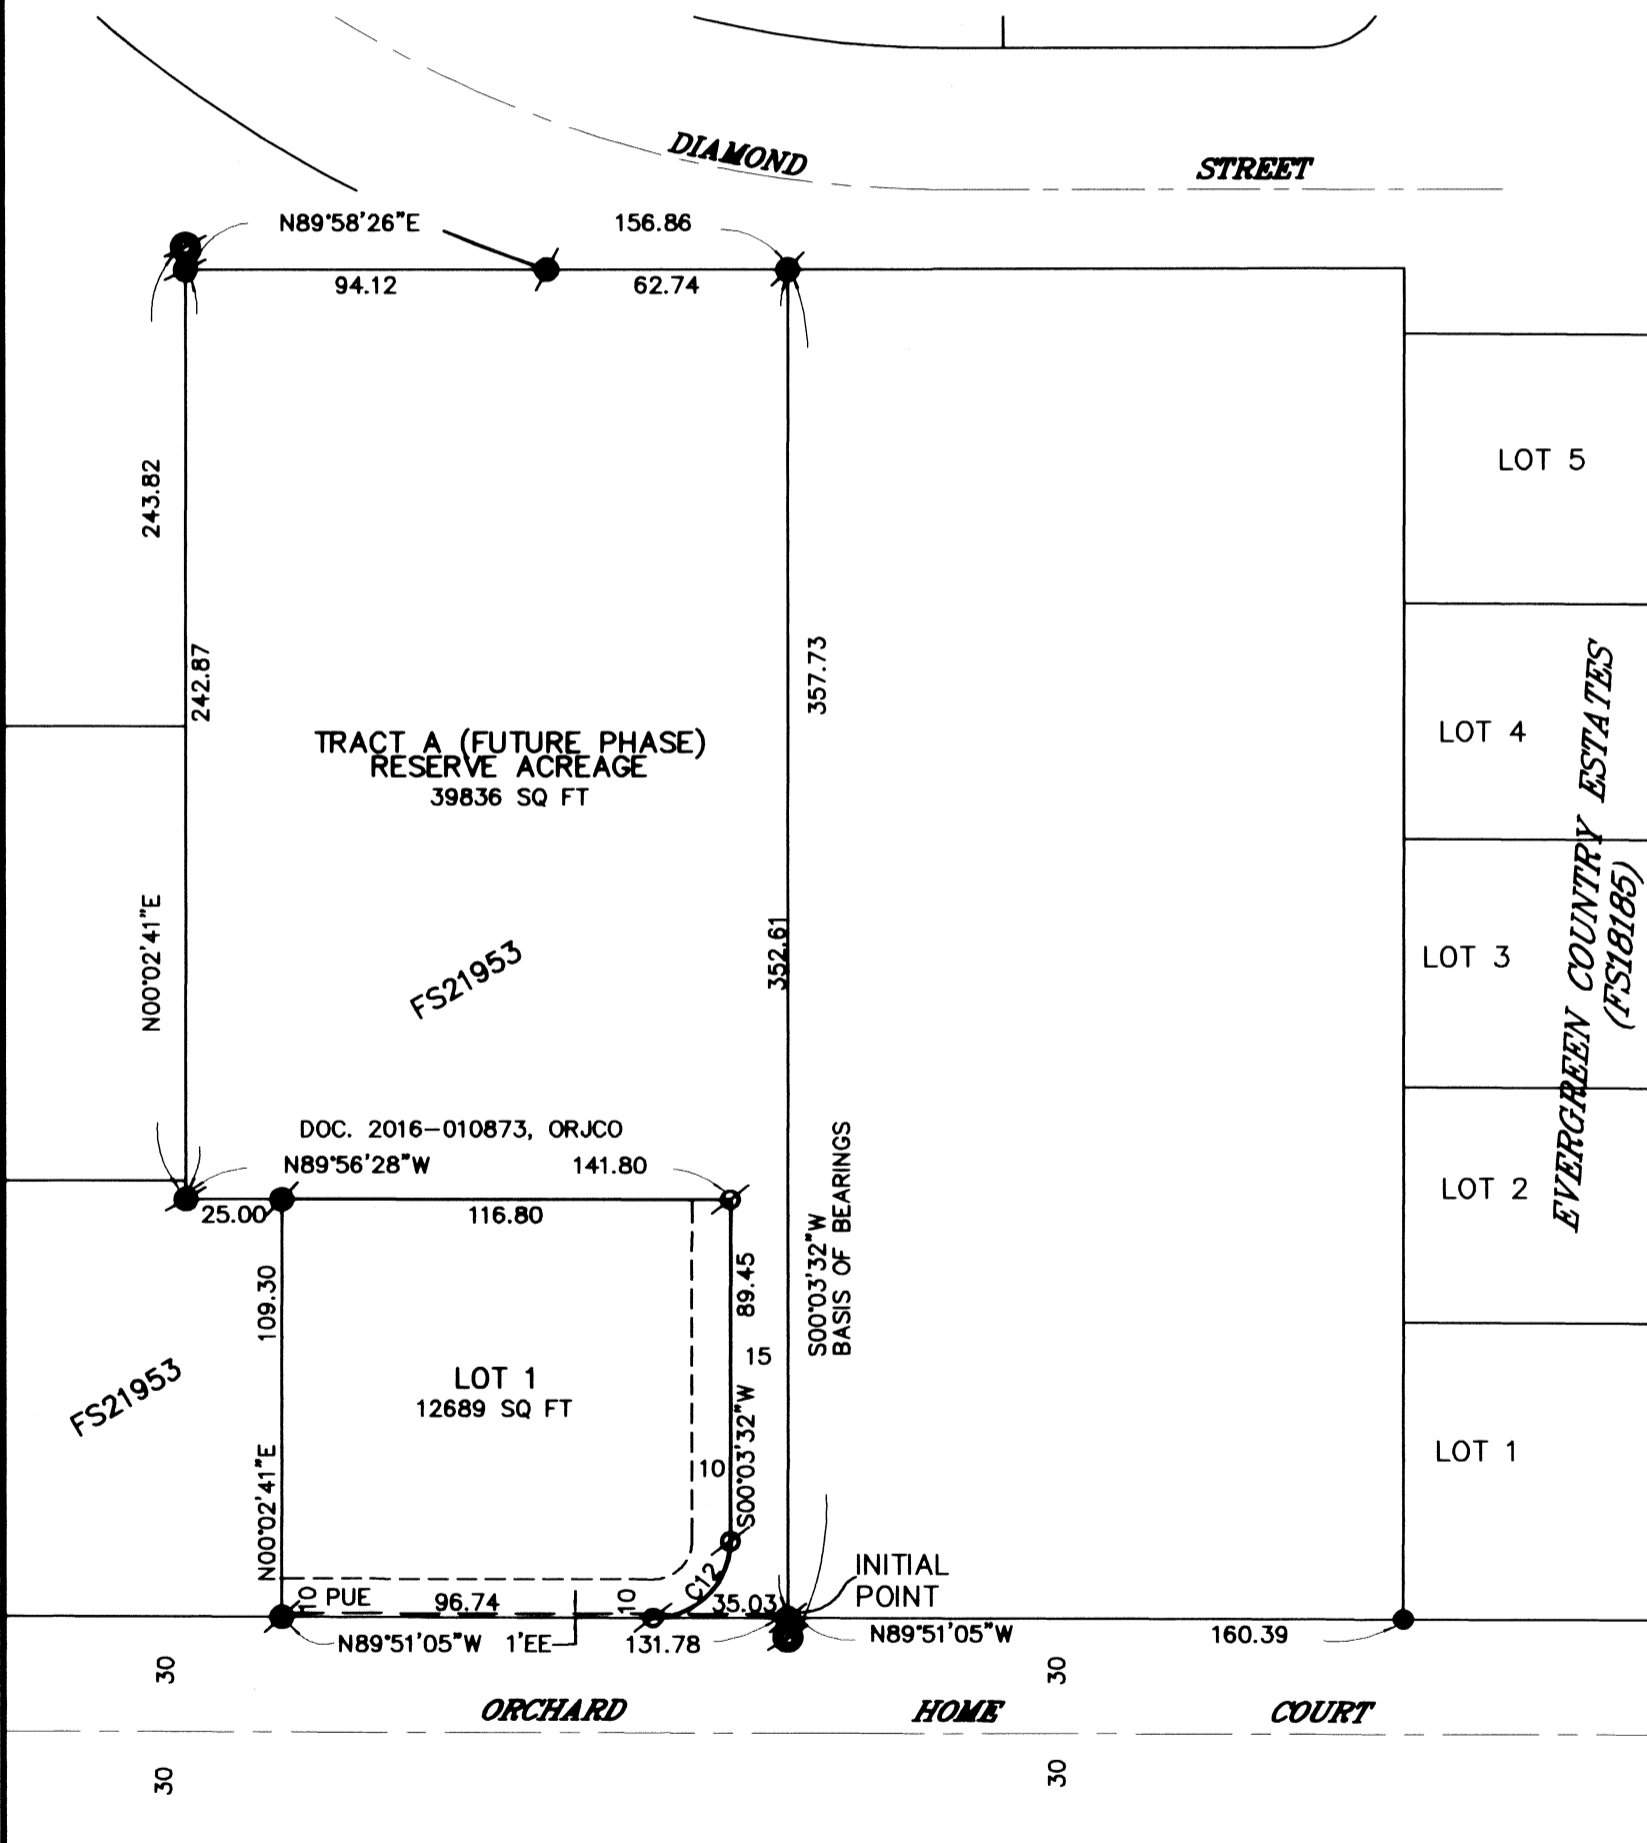 DIAMOND STREET
N89°58'26"E 156.86
94.12 62.74
243.82
242.87
N00°02'41"E
357.73
352.61
TRACT A (FUTURE PHASE)
RESERVE ACREAGE
39836 SQ FT
FS21953
LOT 5
LOT 4
LOT 3
LOT 2
LOT 1
EVERGREEN COUNTRY ESTATES
(FS18185)
DOC. 2016-010873, ORJCO
N89°56'28"W 141.80
25.00 116.80
S00°03'32"W
BASIS OF BEARINGS
109.30
N00°02'41"E
89.45
15
S00°03'32"W
10
LOT 1
12689 SQ FT
FS21953
C12
10 PUE 96.74 10 35.03
INITIAL
POINT
N89°51'05"W 1'EE 131.78
N89°51'05"W 160.39
30 30
ORCHARD HOME COURT
30 30